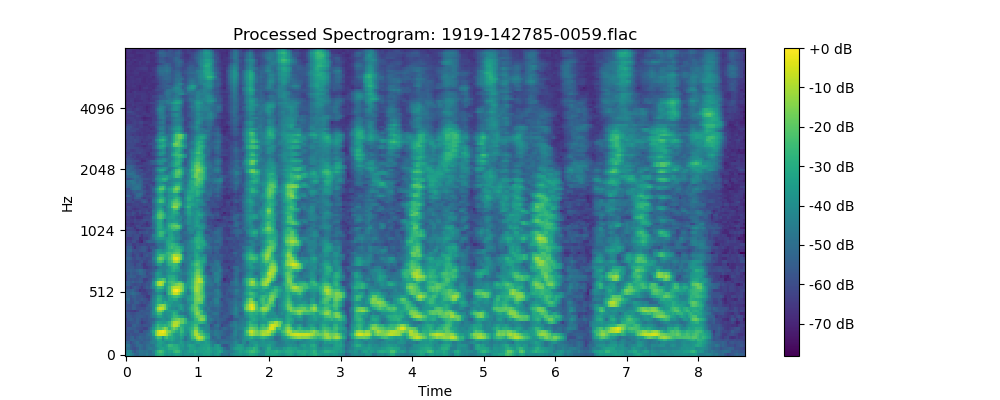 Processed Spectrogram: 1919-142785-0059.flac
Hz
4096
2048
1024
512
0
0 1 2 3 4 5 6 7 8
Time
+0 dB
-10 dB
-20 dB
-30 dB
-40 dB
-50 dB
-60 dB
-70 dB